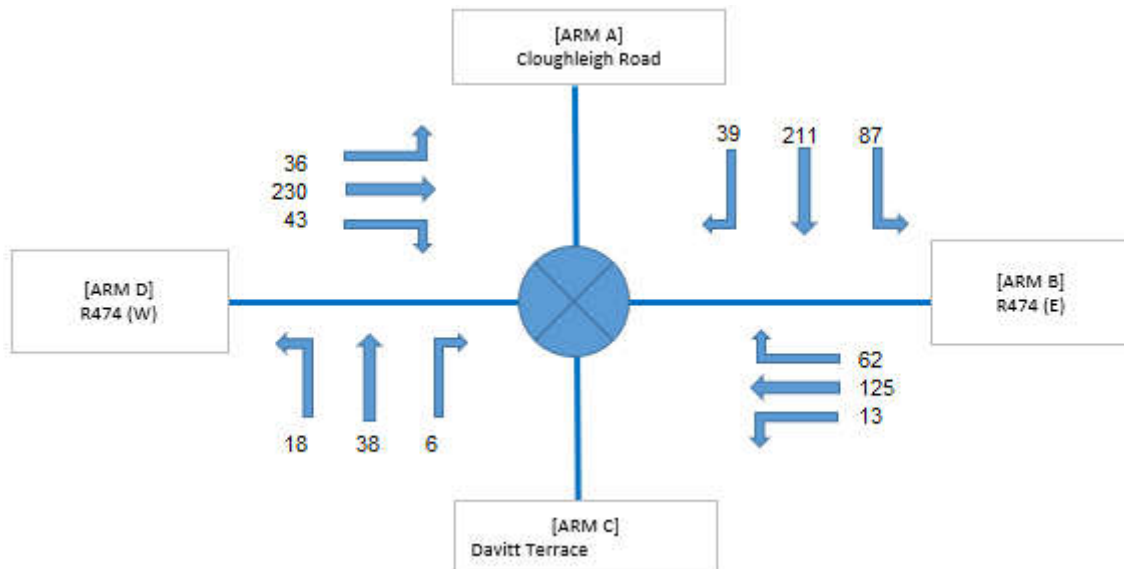 [ARM A]
Cloughleigh Road
39 211 87
36
230
43
[ARM D]
R474 (W)
[ARM B]
R474 (E)
62
125
13
18 38 6
[ARM C]
Davitt Terrace